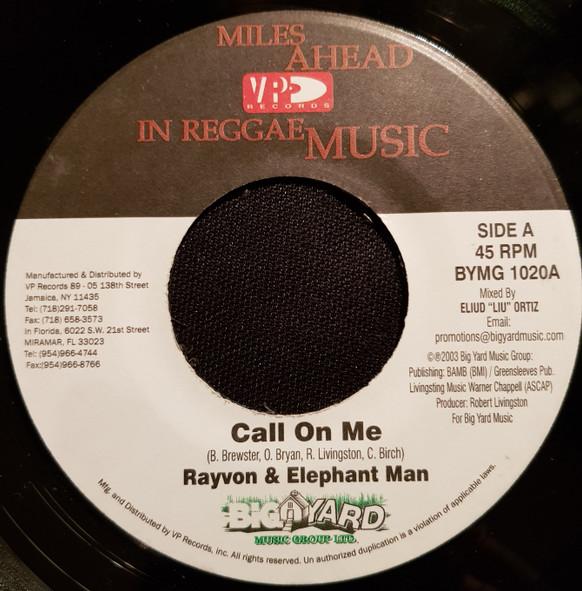 MILES
AHEAD
VP
RECORDS
IN REGGAE MUSIC
SIDE A
45 RPM
BYMG 1020A
Mixed By
ELIUD "LIU" ORTIZ
Email:
promotions@bigyardmusic.com
©℗2003 Big Yard Music Group:
Publishing: BAMB (BMI) / Greensleeves Pub.
Livingsting Music Warner Chappell (ASCAP)
Producer: Robert Livingston
For Big Yard Music
Manufactured & Distributed by
VP Records 89 - 05 138th Street
Jamaica, NY 11435
Tel: (718)291-7058
Fax: (718) 658-3573
In Florida, 6022 S.W. 21st Street
MIRAMAR, FL 33023
Tel: (954)966-4744
Fax:(954)966-8766
Call On Me
(B. Brewster, O. Bryan, R. Livingston, C. Birch)
Rayvon & Elephant Man
BIG YARD
MUSIC GROUP LTD.
Mfg. and Distributed by VP Records, inc. All rights reserved. Un authorized duplication is a violation of applicable laws.